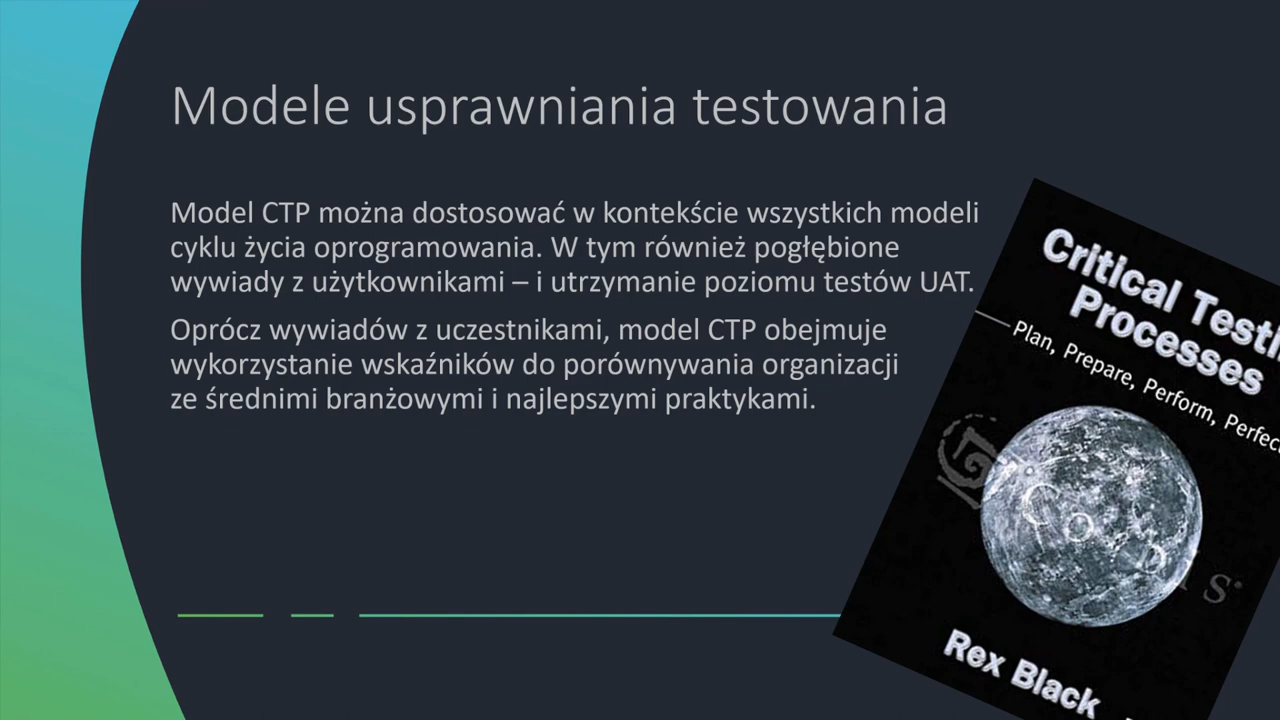 Modele usprawniania testowania
Model CTP można dostosować w kontekście wszystkich modeli
cyklu życia oprogramowania. W tym również pogłębione
wywiady z użytkownikami – i utrzymanie poziomu testów UAT.
Oprócz wywiadów z uczestnikami, model CTP obejmuje
wykorzystanie wskaźników do porównywania organizacji
ze średnimi branżowymi i najlepszymi praktykami.
Critical Testi
Processes
Plan, Prepare, Perform, Perfec
Rex Black